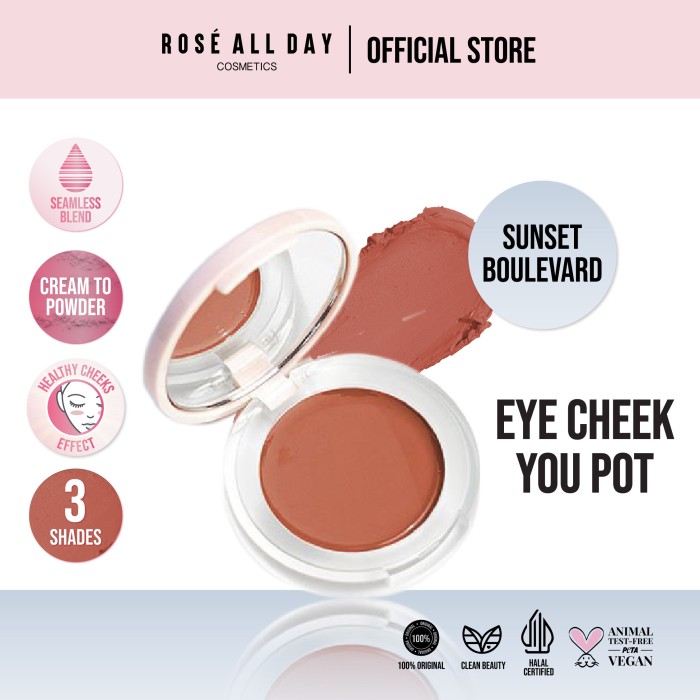 ROSÉ ALL DAY
COSMETICS
OFFICIAL STORE
SEAMLESS
BLEND
CREAM TO
POWDER
HEALTHY CHEEKS
EFFECT
3
SHADES
SUNSET
BOULEVARD
EYE CHEEK
YOU POT
100%
100% ORIGINAL
CLEAN BEAUTY
HALAL
CERTIFIED
ANIMAL
TEST-FREE
PETA
VEGAN